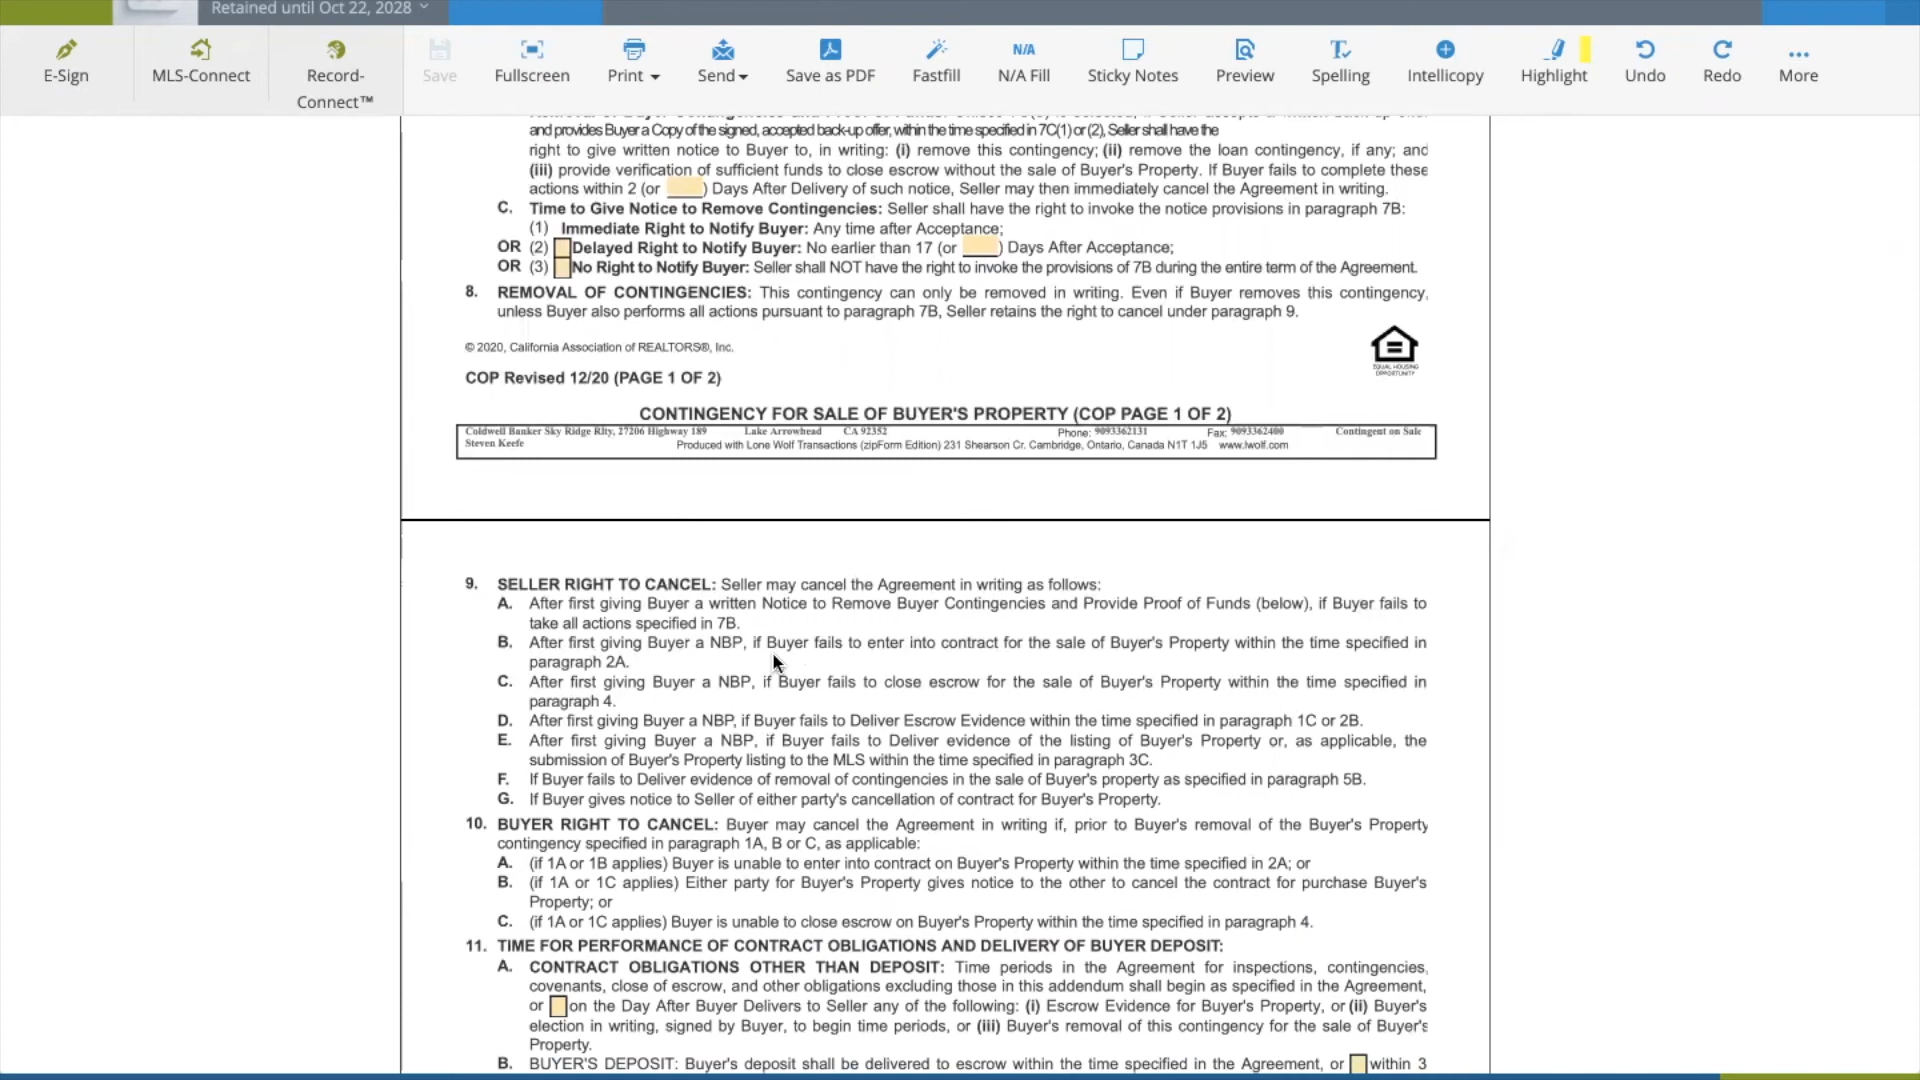 Retained until Oct 22, 2028
E-Sign
MLS-Connect
Record-
Connect™
Save
Fullscreen
Print
Send
Save as PDF
Fastfill
N/A
N/A Fill
Sticky Notes
Preview
Spelling
Intellicopy
Highlight
Undo
Redo
More
and provides Buyer a Copy of the signed, accepted back-up offer, within the time specified in 7C(1) or (2), Seller shall have the
right to give written notice to Buyer to, in writing: (i) remove this contingency; (ii) remove the loan contingency, if any; and
(iii) provide verification of sufficient funds to close escrow without the sale of Buyer's Property. If Buyer fails to complete these
actions within 2 (or ) Days After Delivery of such notice, Seller may then immediately cancel the Agreement in writing.
C. Time to Give Notice to Remove Contingencies: Seller shall have the right to invoke the notice provisions in paragraph 7B:
(1) Immediate Right to Notify Buyer: Any time after Acceptance;
OR (2) Delayed Right to Notify Buyer: No earlier than 17 (or ) Days After Acceptance;
OR (3) No Right to Notify Buyer: Seller shall NOT have the right to invoke the provisions of 7B during the entire term of the Agreement.
8. REMOVAL OF CONTINGENCIES: This contingency can only be removed in writing. Even if Buyer removes this contingency,
unless Buyer also performs all actions pursuant to paragraph 7B, Seller retains the right to cancel under paragraph 9.
© 2020, California Association of REALTORS®, Inc.
EQUAL HOUSING
OPPORTUNITY
COP Revised 12/20 (PAGE 1 OF 2)
CONTINGENCY FOR SALE OF BUYER'S PROPERTY (COP PAGE 1 OF 2)
Coldwell Banker Sky Ridge Rlty, 27206 Highway 189 Lake Arrowhead CA 92352 Phone: 9093362131 Fax: 9093362400 Contingent on Sale
Steven Keefe Produced with Lone Wolf Transactions (zipForm Edition) 231 Shearson Cr. Cambridge, Ontario, Canada N1T 1J5 www.lwolf.com
9. SELLER RIGHT TO CANCEL: Seller may cancel the Agreement in writing as follows:
A. After first giving Buyer a written Notice to Remove Buyer Contingencies and Provide Proof of Funds (below), if Buyer fails to
take all actions specified in 7B.
B. After first giving Buyer a NBP, if Buyer fails to enter into contract for the sale of Buyer's Property within the time specified in
paragraph 2A.
C. After first giving Buyer a NBP, if Buyer fails to close escrow for the sale of Buyer's Property within the time specified in
paragraph 4.
D. After first giving Buyer a NBP, if Buyer fails to Deliver Escrow Evidence within the time specified in paragraph 1C or 2B.
E. After first giving Buyer a NBP, if Buyer fails to Deliver evidence of the listing of Buyer's Property or, as applicable, the
submission of Buyer's Property listing to the MLS within the time specified in paragraph 3C.
F. If Buyer fails to Deliver evidence of removal of contingencies in the sale of Buyer's property as specified in paragraph 5B.
G. If Buyer gives notice to Seller of either party's cancellation of contract for Buyer's Property.
10. BUYER RIGHT TO CANCEL: Buyer may cancel the Agreement in writing if, prior to Buyer's removal of the Buyer's Property
contingency specified in paragraph 1A, B or C, as applicable:
A. (if 1A or 1B applies) Buyer is unable to enter into contract on Buyer's Property within the time specified in 2A; or
B. (if 1A or 1C applies) Either party for Buyer's Property gives notice to the other to cancel the contract for purchase Buyer's
Property; or
C. (if 1A or 1C applies) Buyer is unable to close escrow on Buyer's Property within the time specified in paragraph 4.
11. TIME FOR PERFORMANCE OF CONTRACT OBLIGATIONS AND DELIVERY OF BUYER DEPOSIT:
A. CONTRACT OBLIGATIONS OTHER THAN DEPOSIT: Time periods in the Agreement for inspections, contingencies,
covenants, close of escrow, and other obligations excluding those in this addendum shall begin as specified in the Agreement,
or on the Day After Buyer Delivers to Seller any of the following: (i) Escrow Evidence for Buyer's Property, or (ii) Buyer's
election in writing, signed by Buyer, to begin time periods, or (iii) Buyer's removal of this contingency for the sale of Buyer's
Property.
B. BUYER'S DEPOSIT: Buyer's deposit shall be delivered to escrow within the time specified in the Agreement, or within 3